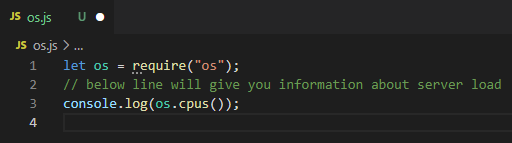 JS os.js U
JS os.js > ...
1 let os = require("os");
2 // below line will give you information about server load
3 console.log(os.cpus());
4